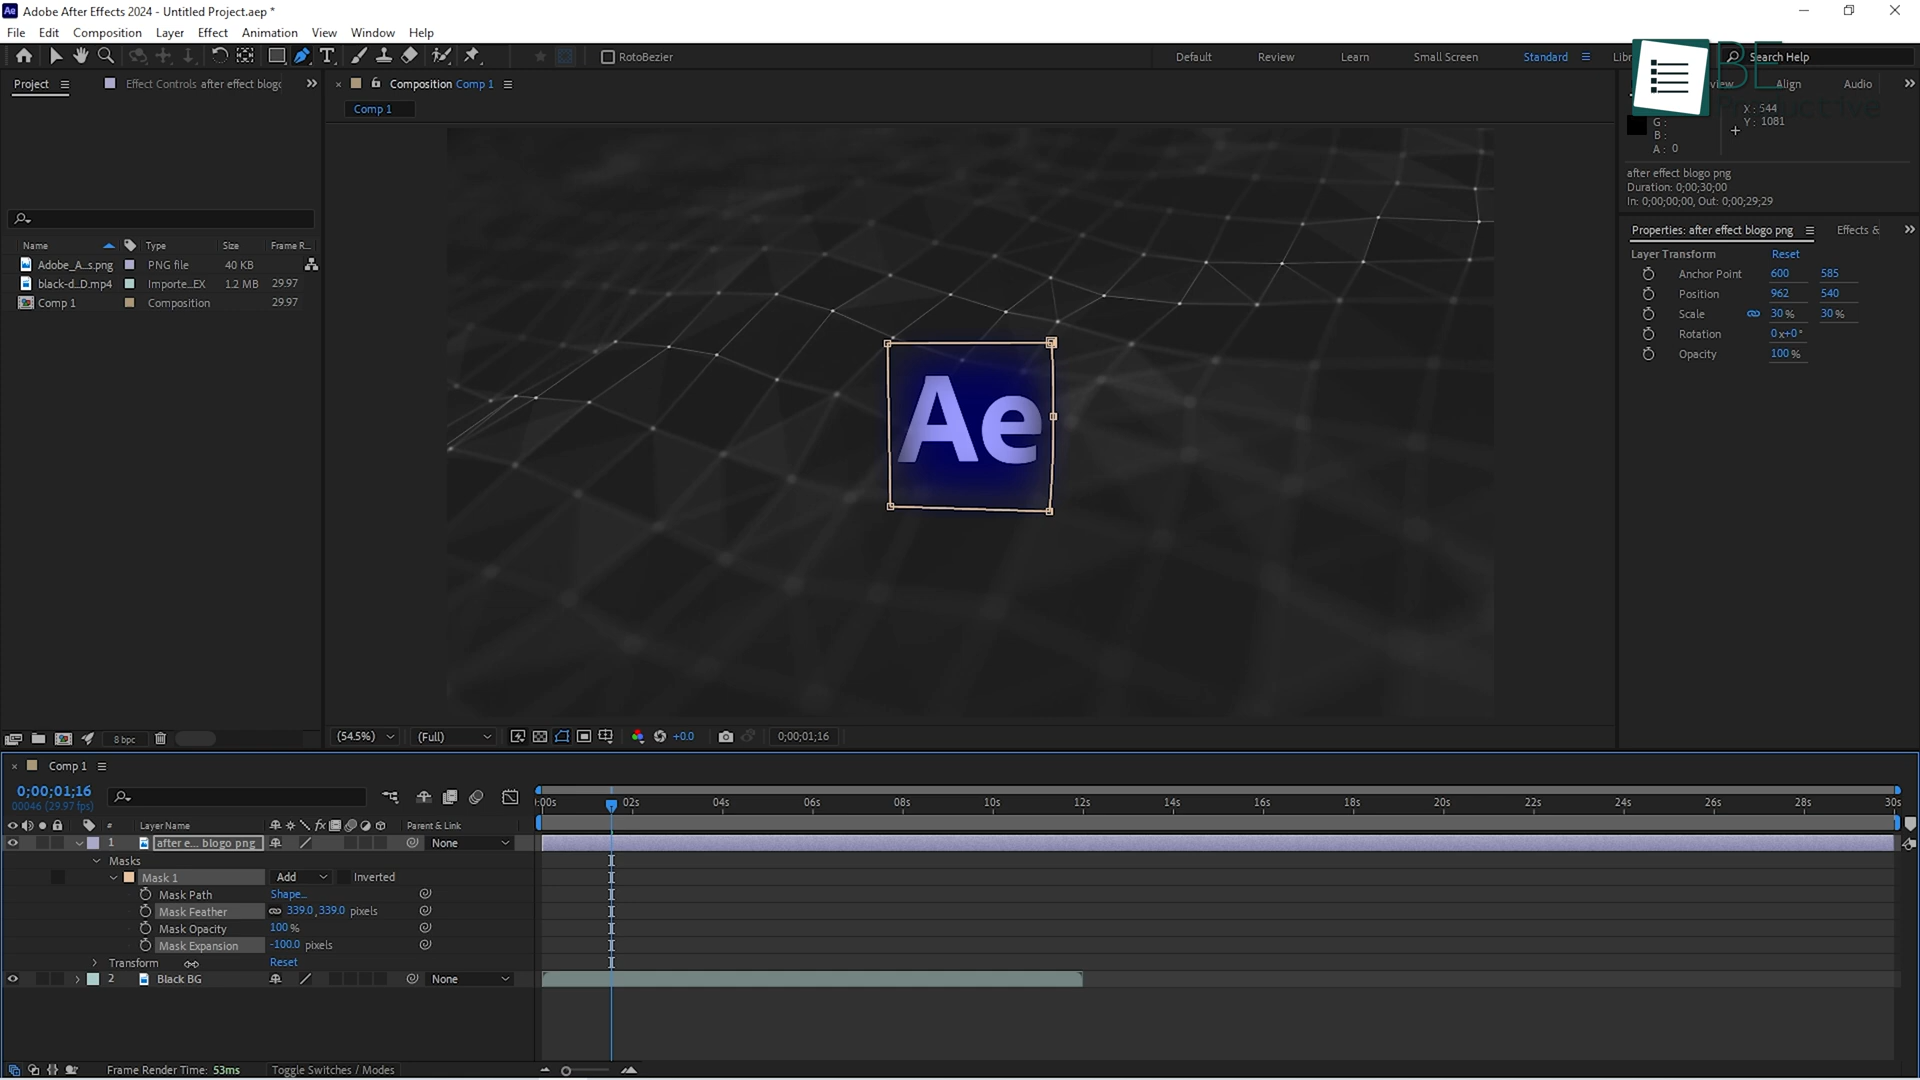 Ae Adobe After Effects 2024 - Untitled Project.aep *
File Edit Composition Layer Effect Animation View Window Help
RotoBezier
Default Review Learn Small Screen Standard Search Help
Project Effect Controls after effect blogo
Composition Comp 1
Comp 1
Align Audio
BE
X : 544
Y : 1081
G :
B :
A : 0
after effect blogo png
Duration: 0;00;30;00
In: 0;00;00;00, Out: 0;00;29;29
Properties: after effect blogo png Effects &
Layer Transform Reset
Anchor Point 600 585
Position 962 540
Scale 30 % 30 %
Rotation 0x+0°
Opacity 100 %
Name Type Size Frame R...
Adobe_A...s.png PNG file 40 KB
black-d...D.mp4 Importe...EX 1.2 MB 29.97
Comp 1 Composition 29.97
Ae
8 bpc
(54.5%) (Full) +0.0 0;00;01;16
Comp 1
0;00;01;16
00046 (29.97 fps)
:00s 02s 04s 06s 08s 10s 12s 14s 16s 18s 20s 22s 24s 26s 28s 30s
# Layer Name fx Parent & Link
1 after e... blogo png None
Masks
Mask 1 Add Inverted
Mask Path Shape...
Mask Feather 339.0, 339.0 pixels
Mask Opacity 100 %
Mask Expansion -100.0 pixels
Transform Reset
2 Black BG None
Frame Render Time: 53ms Toggle Switches / Modes